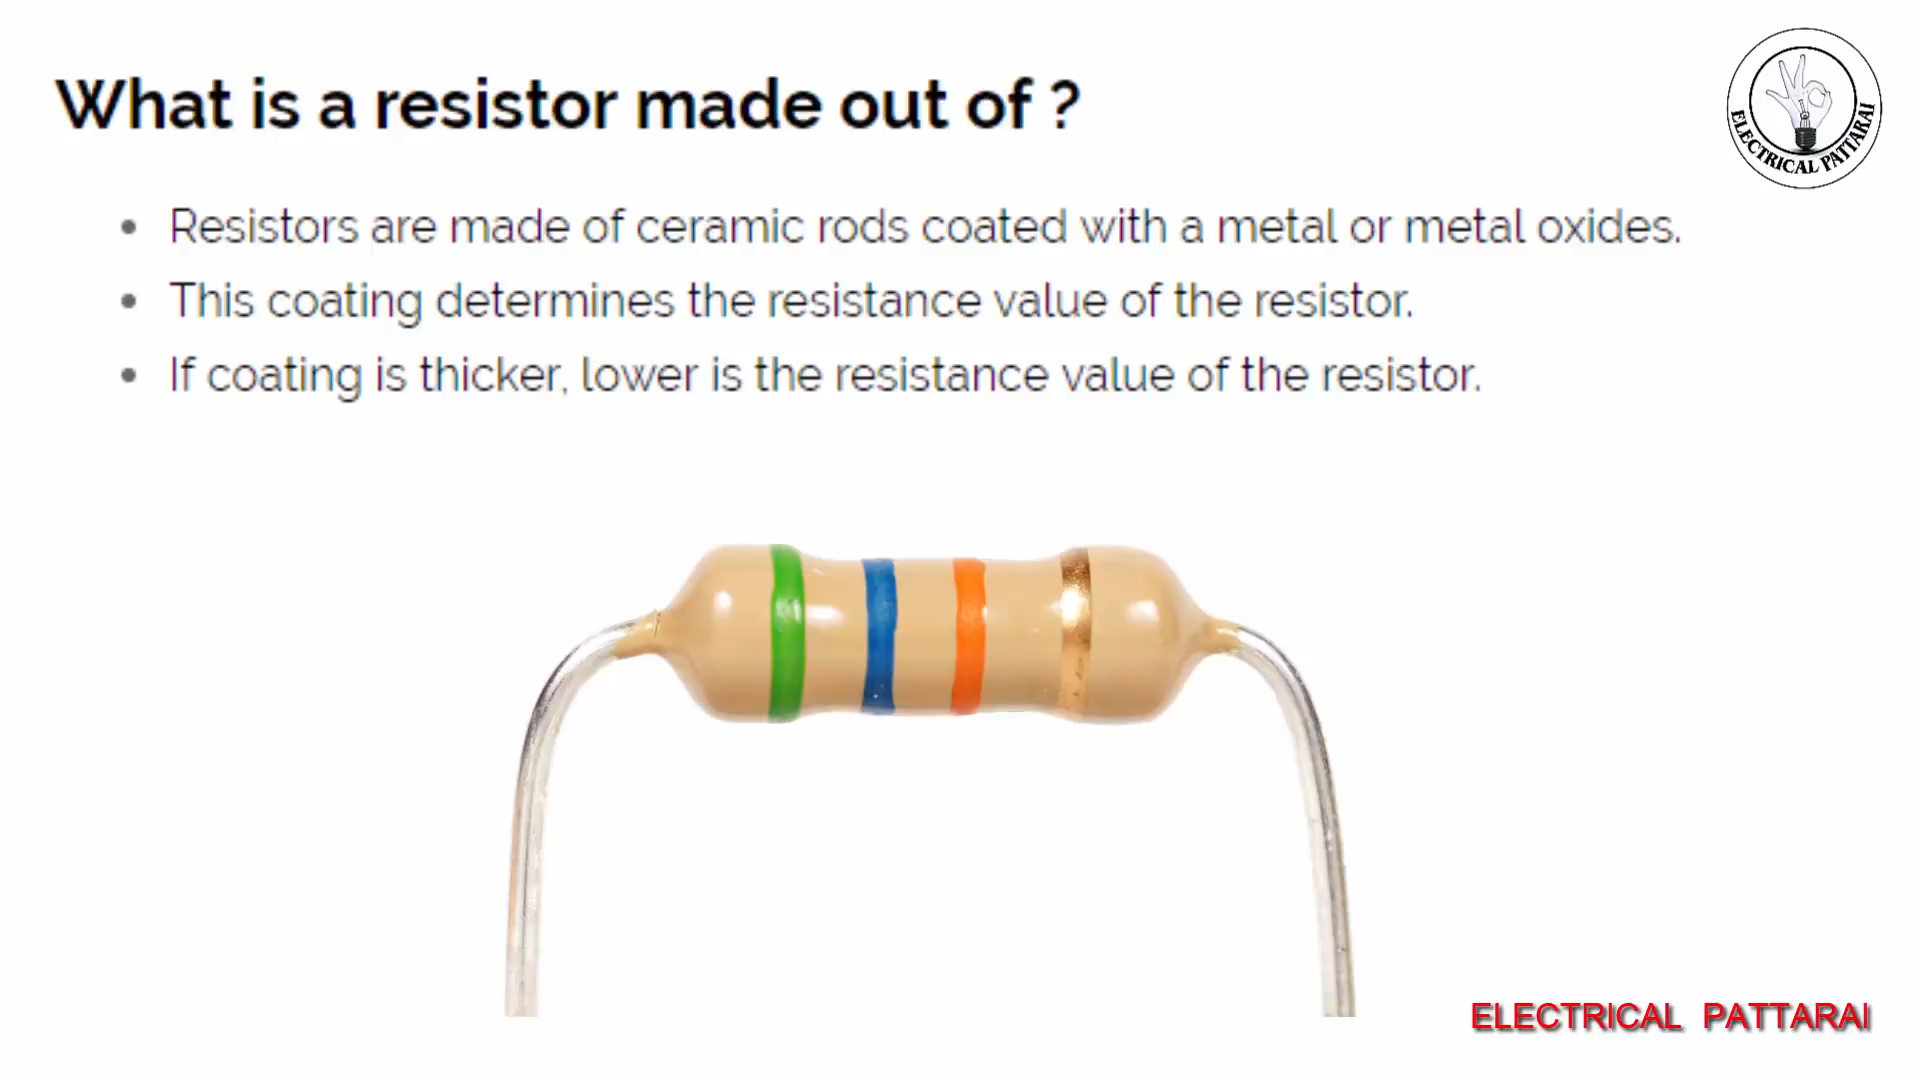 What is a resistor made out of ?
ELECTRICAL PATTARAI
Resistors are made of ceramic rods coated with a metal or metal oxides.
This coating determines the resistance value of the resistor.
If coating is thicker, lower is the resistance value of the resistor.
ELECTRICAL PATTARAI